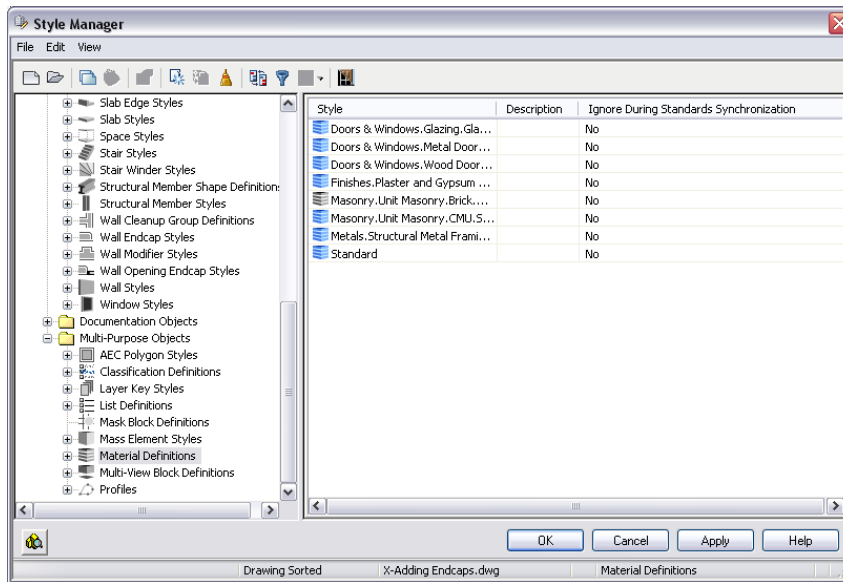 Style Manager
File Edit View
Slab Edge Styles
Slab Styles
Space Styles
Stair Styles
Stair Winder Styles
Structural Member Shape Definition
Structural Member Styles
Wall Cleanup Group Definitions
Wall Endcap Styles
Wall Modifier Styles
Wall Opening Endcap Styles
Wall Styles
Window Styles
Documentation Objects
Multi-Purpose Objects
AEC Polygon Styles
Classification Definitions
Layer Key Styles
List Definitions
Mask Block Definitions
Mass Element Styles
Material Definitions
Multi-View Block Definitions
Profiles
Style Description Ignore During Standards Synchronization
Doors & Windows.Glazing.Gla... No
Doors & Windows.Metal Door... No
Doors & Windows.Wood Door... No
Finishes.Plaster and Gypsum ... No
Masonry.Unit Masonry.Brick.... No
Masonry.Unit Masonry.CMU.S... No
Metals.Structural Metal Frami... No
Standard No
OK Cancel Apply Help
Drawing Sorted X-Adding Endcaps.dwg Material Definitions